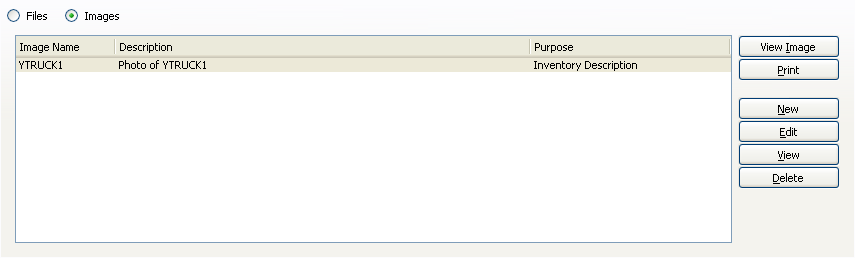 Files Images
Image Name Description Purpose
YTRUCK1 Photo of YTRUCK1 Inventory Description
View Image
Print
New
Edit
View
Delete